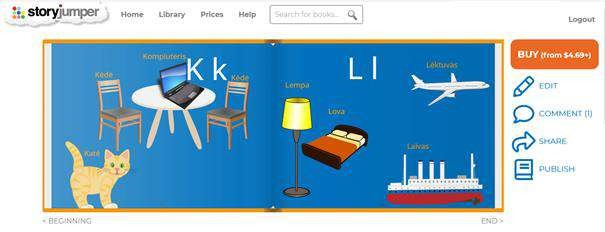 storyjumper
Home Library Prices Help Search for books...
Logout
Kompiuteris
Kėdė
K k
Kėdė
Katė
L l
Lėktuvas
Lempa
Lova
Laivas
BUY (from $4.69+)
EDIT
COMMENT (1)
SHARE
PUBLISH
< BEGINNING
END >